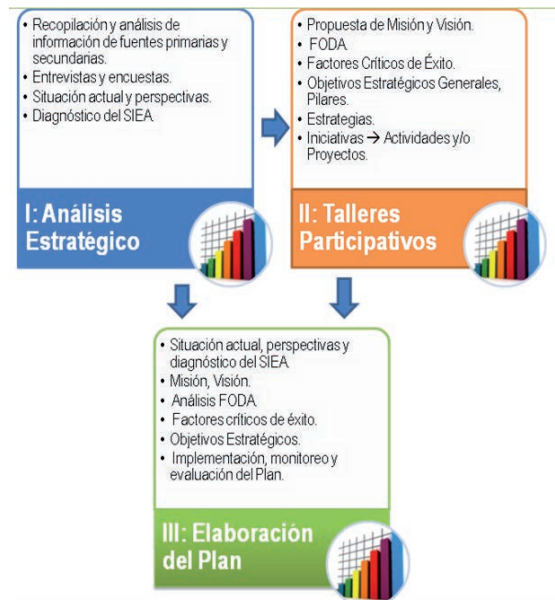 • Recopilación y análisis de
información de fuentes primarias y
secundarias.
• Entrevistas y encuestas.
• Situación actual y perspectivas.
• Diagnóstico del SIEA.
I: Análisis
Estratégico
• Propuesta de Misión y Visión.
• FODA.
• Factores Críticos de Éxito.
• Objetivos Estratégicos Generales,
Pilares.
• Estrategias.
• Iniciativas → Actividades y/o
Proyectos.
II: Talleres
Participativos
• Situación actual, perspectivas y
diagnóstico del SIEA
• Misión, Visión.
• Análisis FODA.
• Factores críticos de éxito.
• Objetivos Estratégicos.
• Implementación, monitoreo y
evaluación del Plan.
III: Elaboración
del Plan